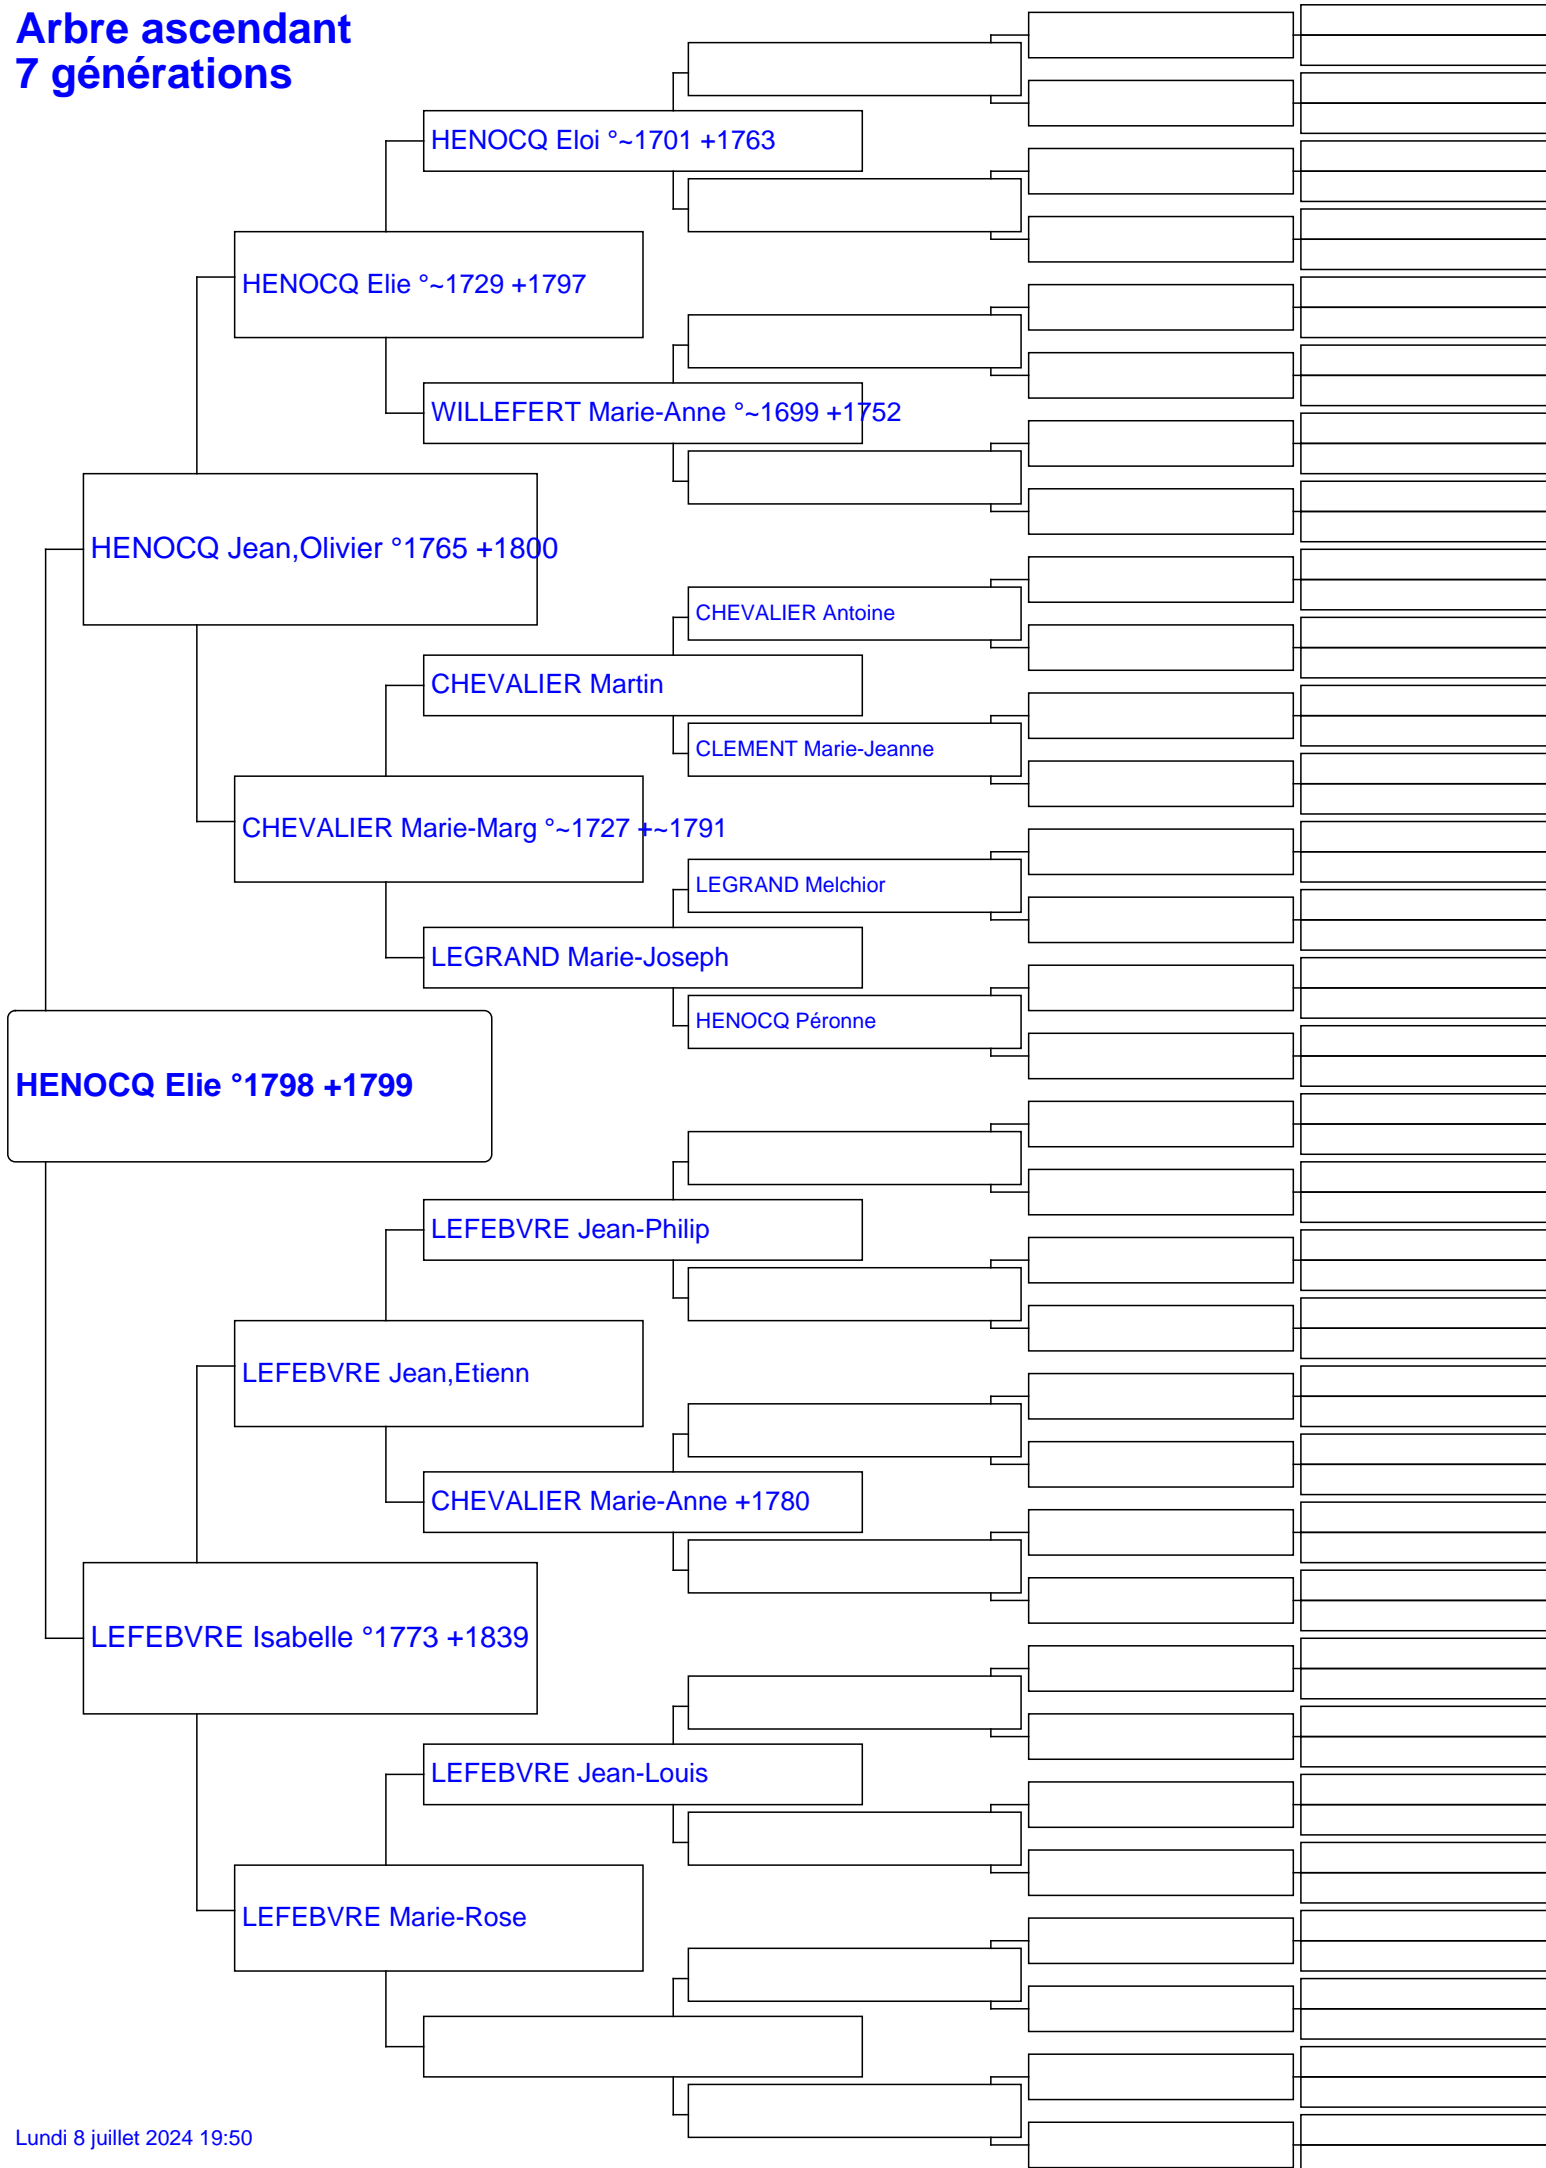 Arbre ascendant
7 générations
HENOCQ Eloi °~1701 +1763
HENOCQ Elie °~1729 +1797
WILLEFERT Marie-Anne °~1699 +1752
HENOCQ Jean,Olivier °1765 +1800
CHEVALIER Antoine
CHEVALIER Martin
CLEMENT Marie-Jeanne
CHEVALIER Marie-Marg °~1727 +~1791
LEGRAND Melchior
LEGRAND Marie-Joseph
HENOCQ Péronne
HENOCQ Elie °1798 +1799
LEFEBVRE Jean-Philip
LEFEBVRE Jean,Etienn
CHEVALIER Marie-Anne +1780
LEFEBVRE Isabelle °1773 +1839
LEFEBVRE Jean-Louis
LEFEBVRE Marie-Rose
Lundi 8 juillet 2024 19:50